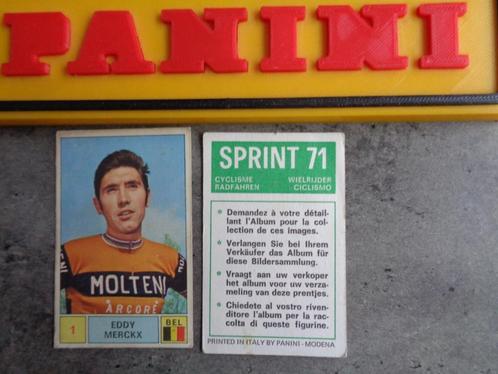 PANINI
MOLTENI
ARCORE
1
EDDY
MERCKX
BEL
SPRINT 71
CYCLISME WIELRIJDER
RADFAHREN CICLISMO
Demandez à votre détail-
lant l'Album pour la col-
lection de ces images.
Verlangen Sie bei Ihrem
Verkäufer das Album für
diese Bildersammlung.
Vraagt aan uw verkoper
het album voor uw verza-
meling deze prentjes.
Chiedete al vostro riven-
ditore l'album per la rac-
colta di queste figurine.
PRINTED IN ITALY BY PANINI - MODENA